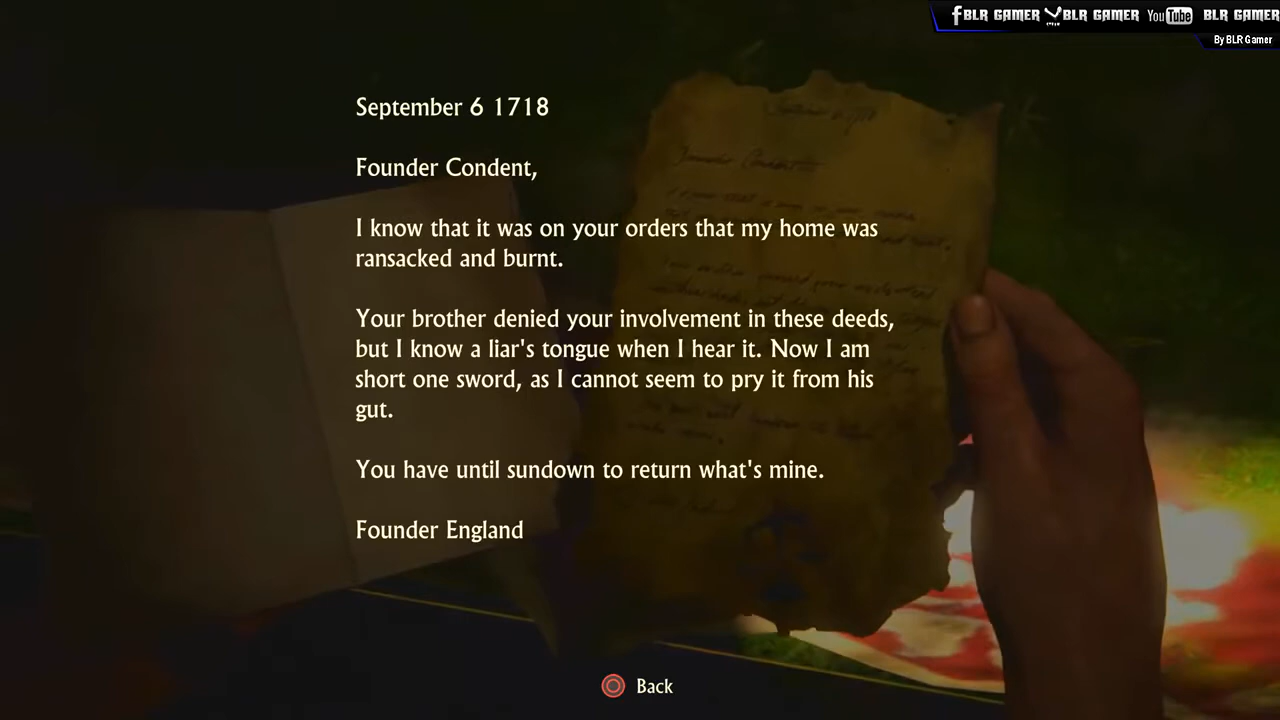 BLR GAMER BLR GAMER YouTube BLR GAMER
By BLR Gamer
September 6 1718
Founder Condent,
I know that it was on your orders that my home was
ransacked and burnt.
Your brother denied your involvement in these deeds,
but I know a liar's tongue when I hear it. Now I am
short one sword, as I cannot seem to pry it from his
gut.
You have until sundown to return what's mine.
Founder England
Back